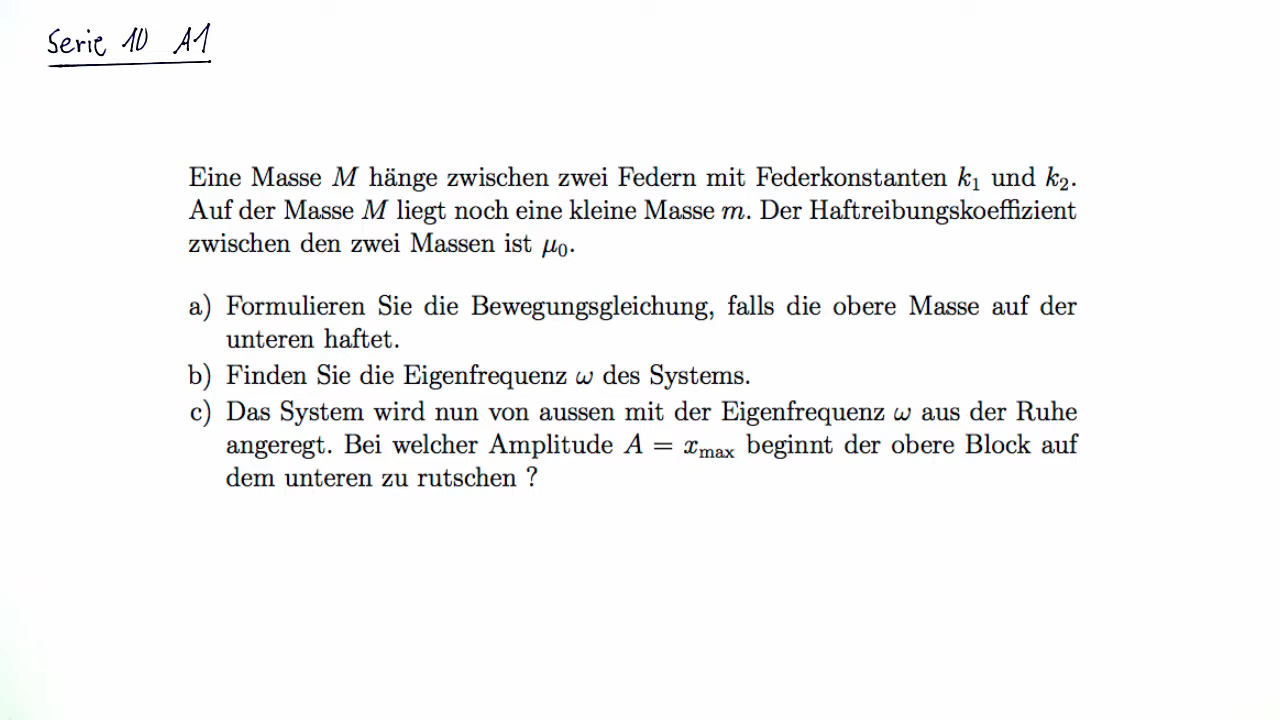 Serie 10 A1
Eine Masse M hänge zwischen zwei Federn mit Federkonstanten k₁ und k₂.
Auf der Masse M liegt noch eine kleine Masse m. Der Haftreibungskoeffizient
zwischen den zwei Massen ist μ₀.
a) Formulieren Sie die Bewegungsgleichung, falls die obere Masse auf der
unteren haftet.
b) Finden Sie die Eigenfrequenz ω des Systems.
c) Das System wird nun von aussen mit der Eigenfrequenz ω aus der Ruhe
angeregt. Bei welcher Amplitude A = xₘₐₓ beginnt der obere Block auf
dem unteren zu rutschen ?